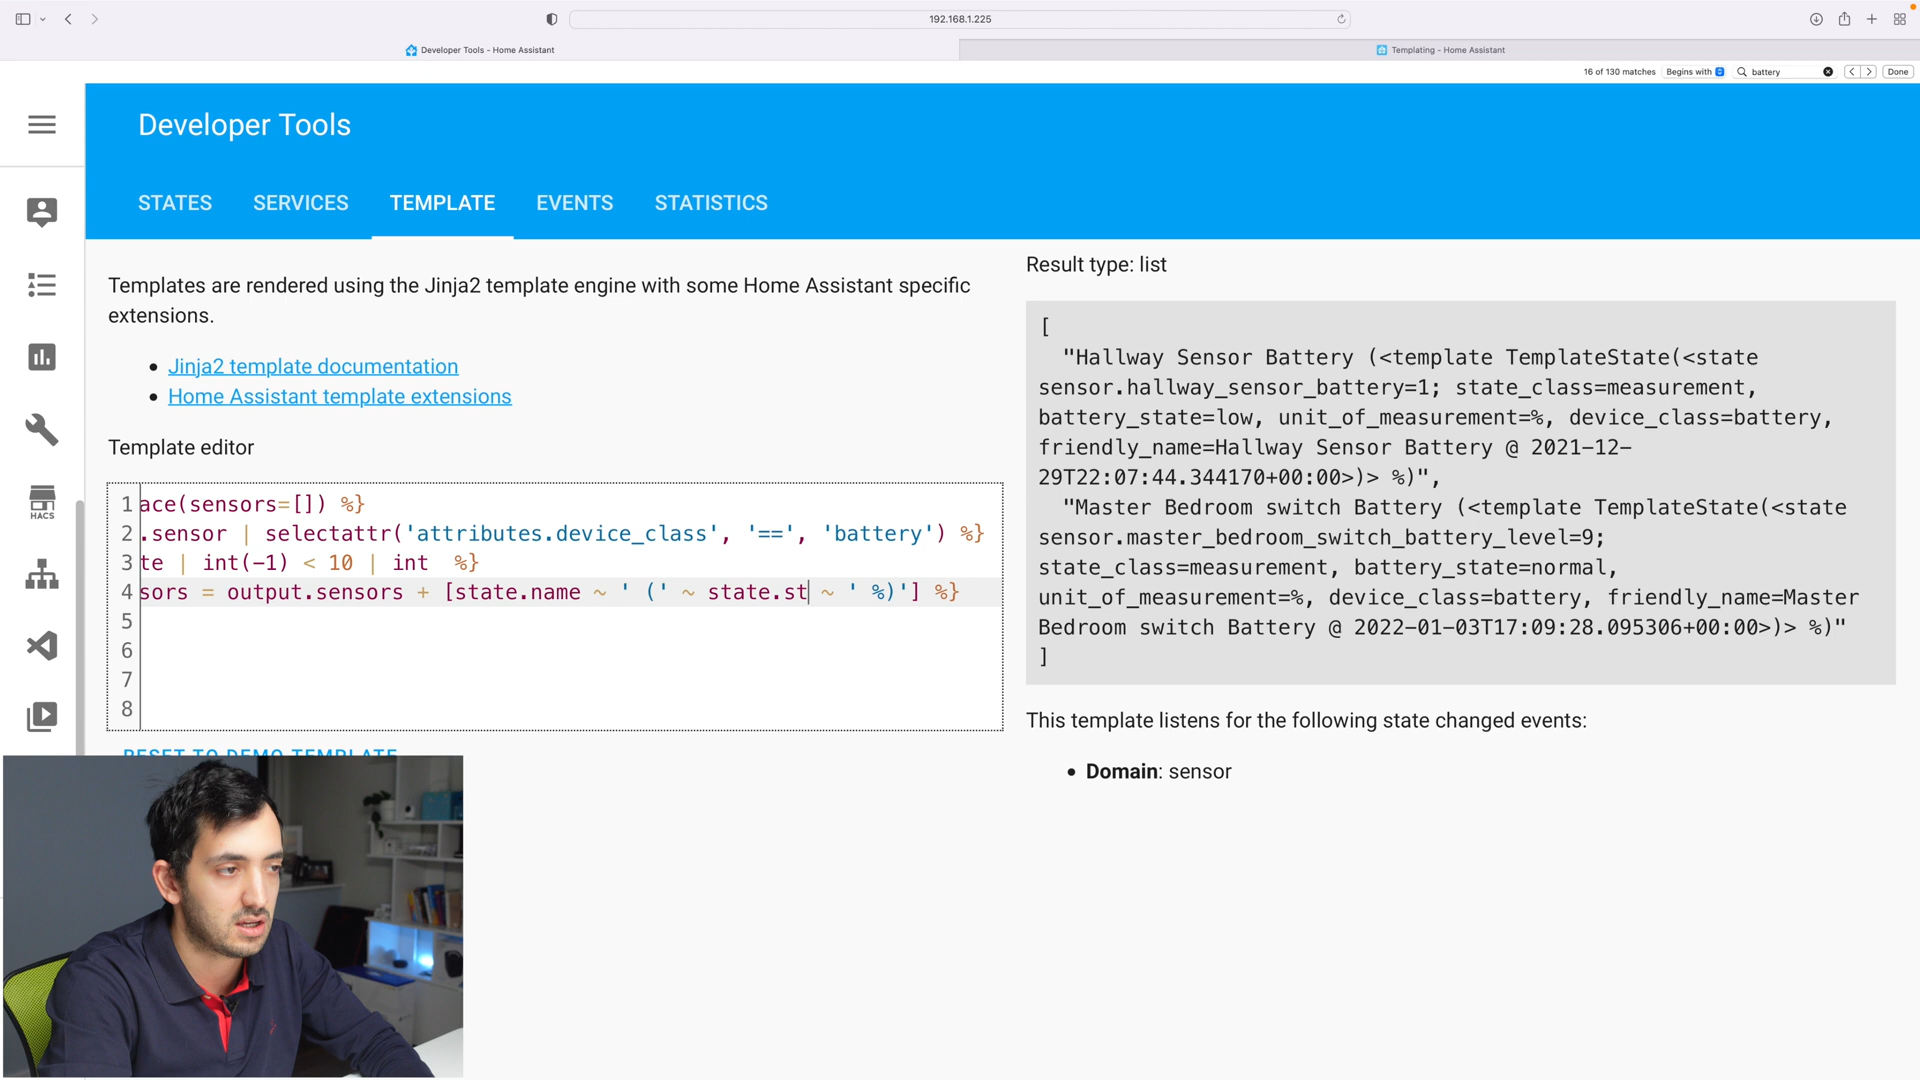 192.168.1.225
Developer Tools - Home Assistant
Templating - Home Assistant
16 of 130 matches
Begins with
battery
Done
Developer Tools
STATES
SERVICES
TEMPLATE
EVENTS
STATISTICS
HACS
Templates are rendered using the Jinja2 template engine with some Home Assistant specific
extensions.
Jinja2 template documentation
Home Assistant template extensions
Template editor
1 ace(sensors=[]) %}
2 .sensor | selectattr('attributes.device_class', '==', 'battery') %}
3 te | int(-1) < 10 | int  %}
4 sors = output.sensors + [state.name ~ ' (' ~ state.st ~ ' %)'] %}
5
6
7
8
RESET TO DEMO TEMPLATE
Result type: list
[
"Hallway Sensor Battery (<template TemplateState(<state
sensor.hallway_sensor_battery=1; state_class=measurement,
battery_state=low, unit_of_measurement=%, device_class=battery,
friendly_name=Hallway Sensor Battery @ 2021-12-
29T22:07:44.344170+00:00>)> %)",
"Master Bedroom switch Battery (<template TemplateState(<state
sensor.master_bedroom_switch_battery_level=9;
state_class=measurement, battery_state=normal,
unit_of_measurement=%, device_class=battery, friendly_name=Master
Bedroom switch Battery @ 2022-01-03T17:09:28.095306+00:00>)> %)"
]
This template listens for the following state changed events:
Domain: sensor